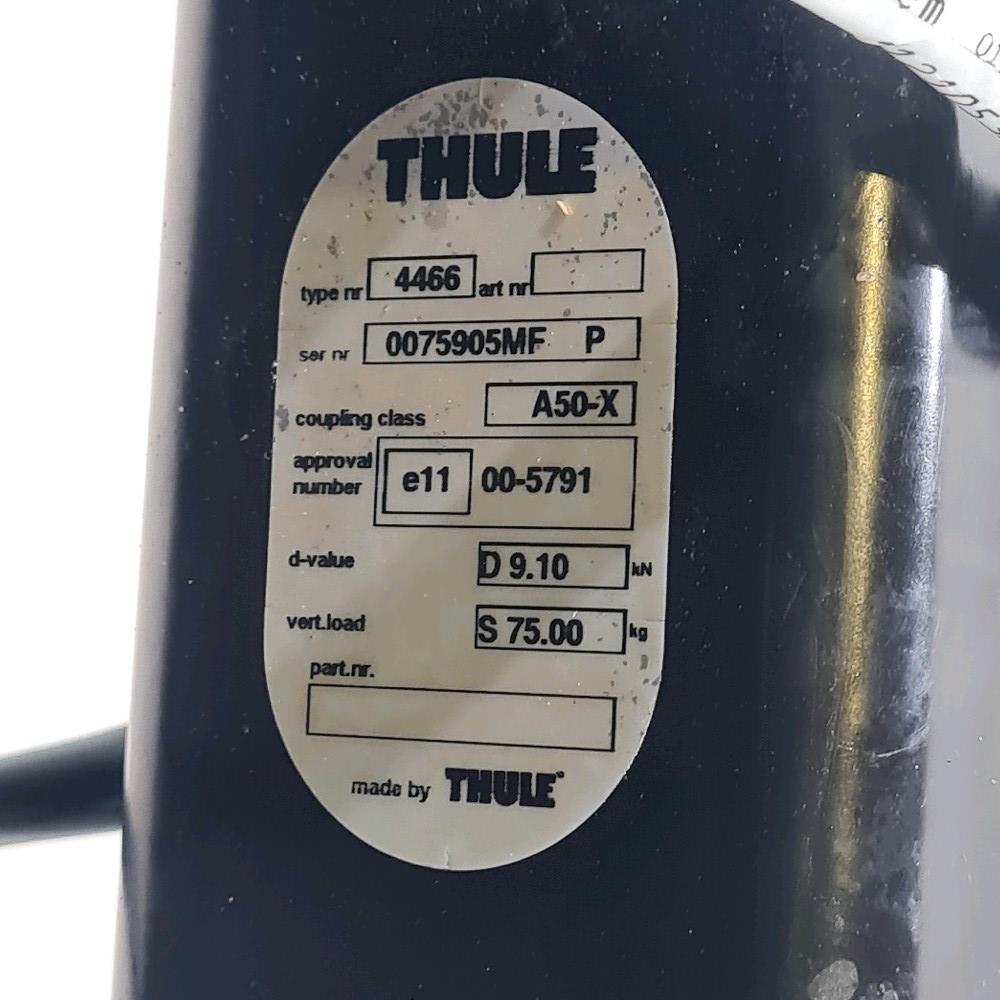 THULE
type nr 4466 art nr
ser nr 0075905MF P
coupling class A50-X
approval number e11 00-5791
d-value D 9.10 kN
vert.load S 75.00 kg
part.nr.
made by THULE